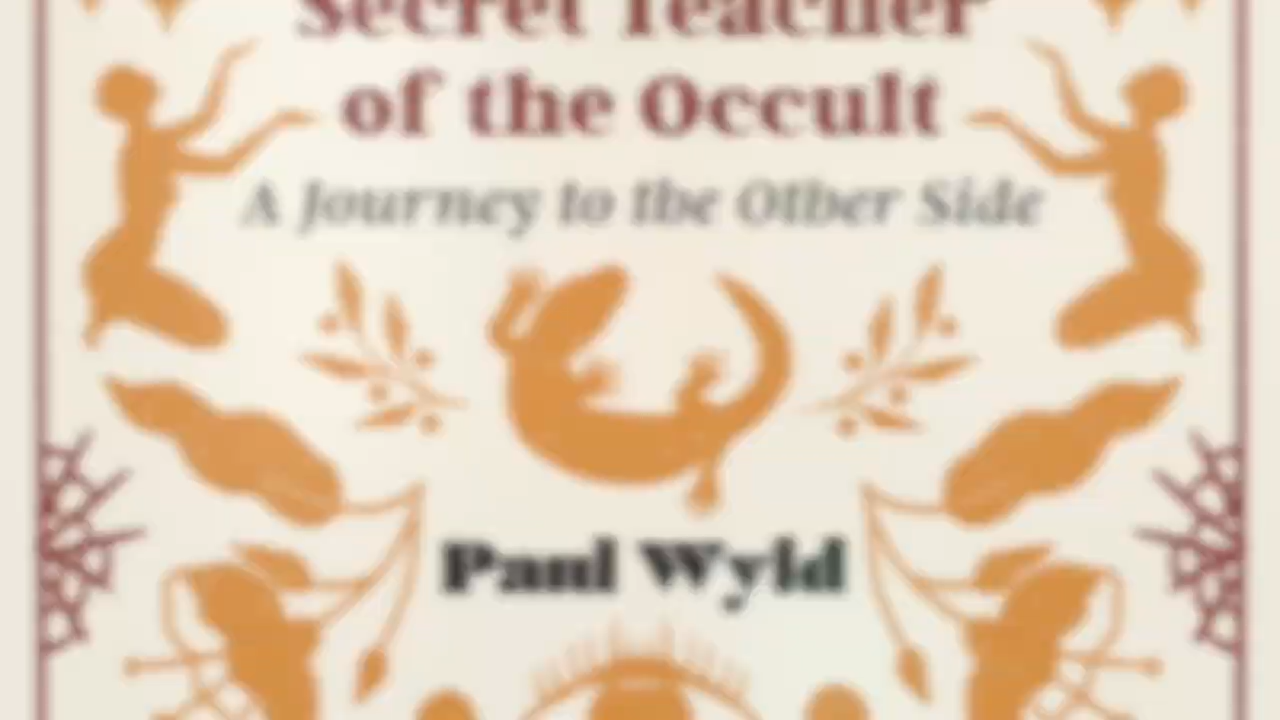 Secret Teacher
of the Occult
A Journey to the Other Side
Paul Wyld